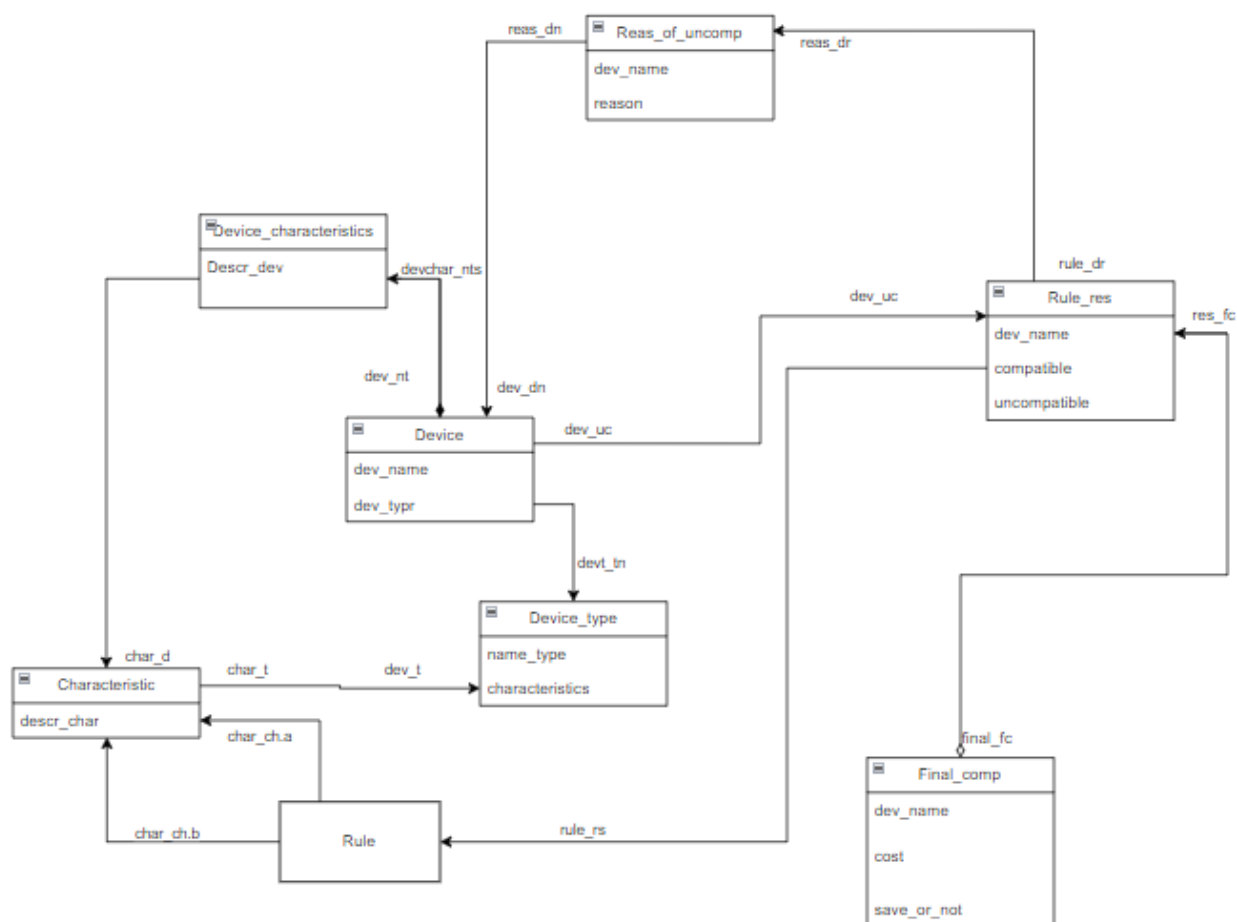 reas_dn
Reas_of_uncomp
reas_dr
dev_name
reason
Device_characteristics
Descr_dev
devchar_nts
rule_dr
dev_uc
Rule_res
res_fc
dev_name
compatible
uncompatible
dev_nt
dev_dn
Device
dev_uc
dev_name
dev_typr
devt_tn
Device_type
name_type
characteristics
char_d
char_t
dev_t
Characteristic
descr_char
char_ch.a
char_ch.b
Rule
rule_rs
final_fc
Final_comp
dev_name
cost
save_or_not